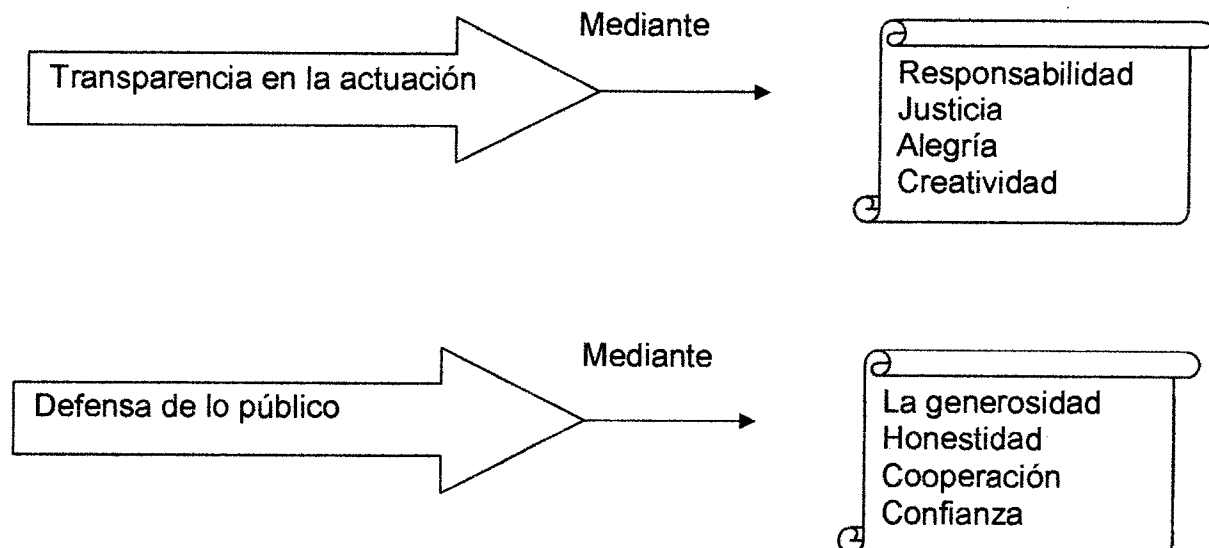 Mediante
Transparencia en la actuación
Responsabilidad
Justicia
Alegría
Creatividad
Mediante
Defensa de lo público
La generosidad
Honestidad
Cooperación
Confianza